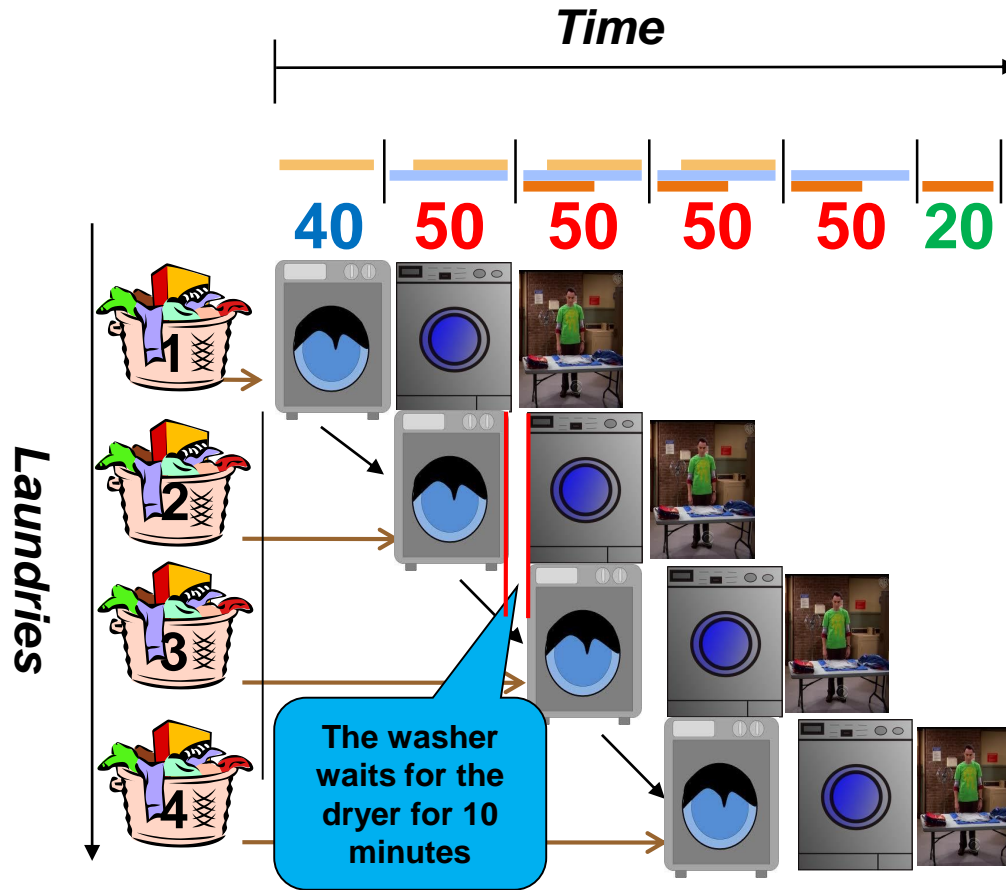 Time
40 50 50 50 50 20
Laundries
1
2
3
4
The washer
waits for the
dryer for 10
minutes